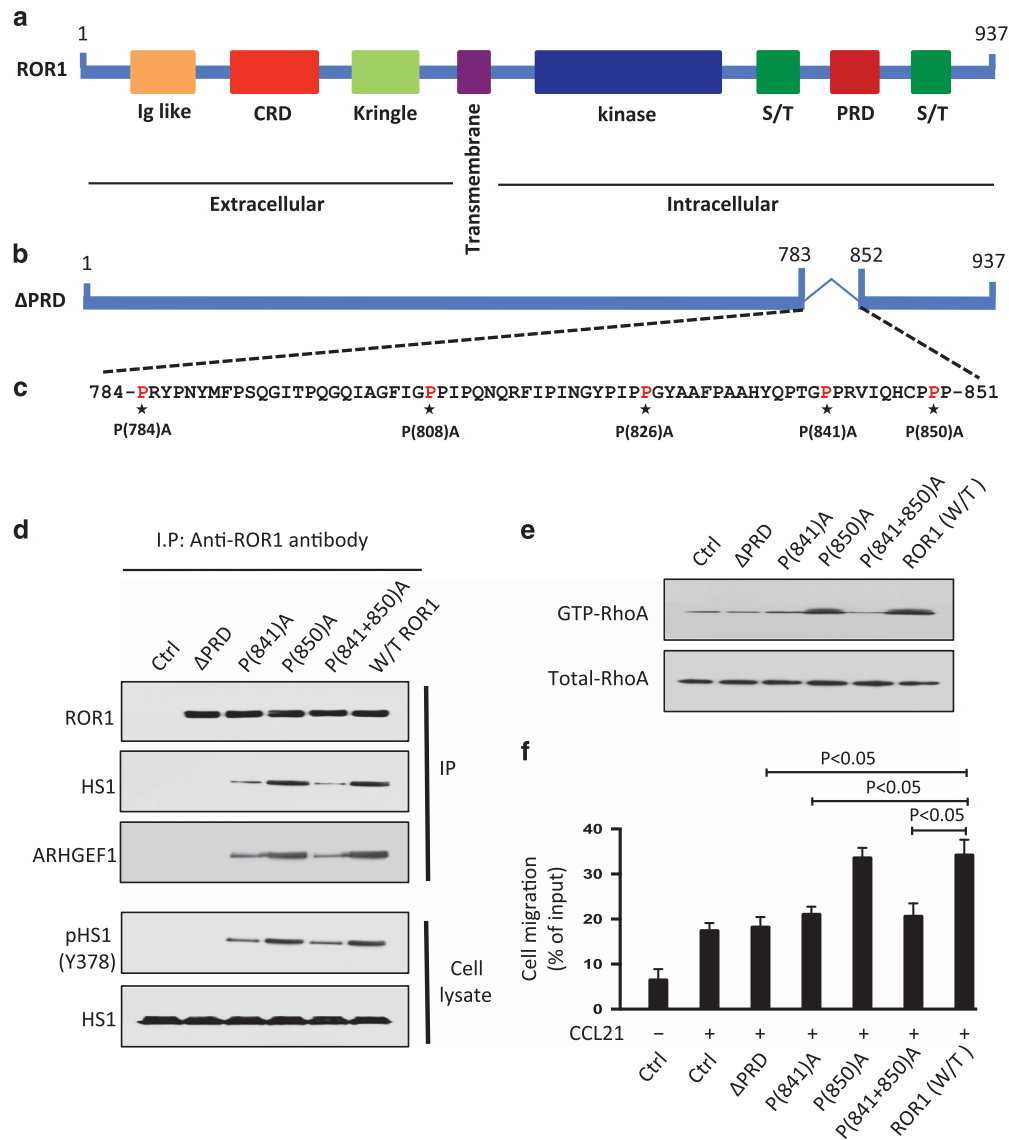 a
1
937
ROR1
Ig like
CRD
Kringle
Transmembrane
kinase
S/T
PRD
S/T
Extracellular
Intracellular
b
1
783
852
937
ΔPRD
c
784-PRYPNYMFPSQGITPQGQIAGFIGPPIPQNQRFIPINGYPIPPGYAAFPAAHYQPTGPPRVIQHCPPP-851
★ ★ ★ ★ ★
P(784)A P(808)A P(826)A P(841)A P(850)A
d
I.P: Anti-ROR1 antibody
Ctrl
ΔPRD
P(841)A
P(850)A
P(841+850)A
W/T ROR1
ROR1
HS1
ARHGEF1
IP
pHS1
(Y378)
HS1
Cell
lysate
e
Ctrl
ΔPRD
P(841)A
P(850)A
P(841+850)A
ROR1 (W/T )
GTP-RhoA
Total-RhoA
f
P<0.05
P<0.05
P<0.05
Cell migration
(% of input)
40
30
20
10
0
CCL21 – + + + + + +
Ctrl
Ctrl
ΔPRD
P(841)A
P(850)A
P(841+850)A
ROR1 (W/T )